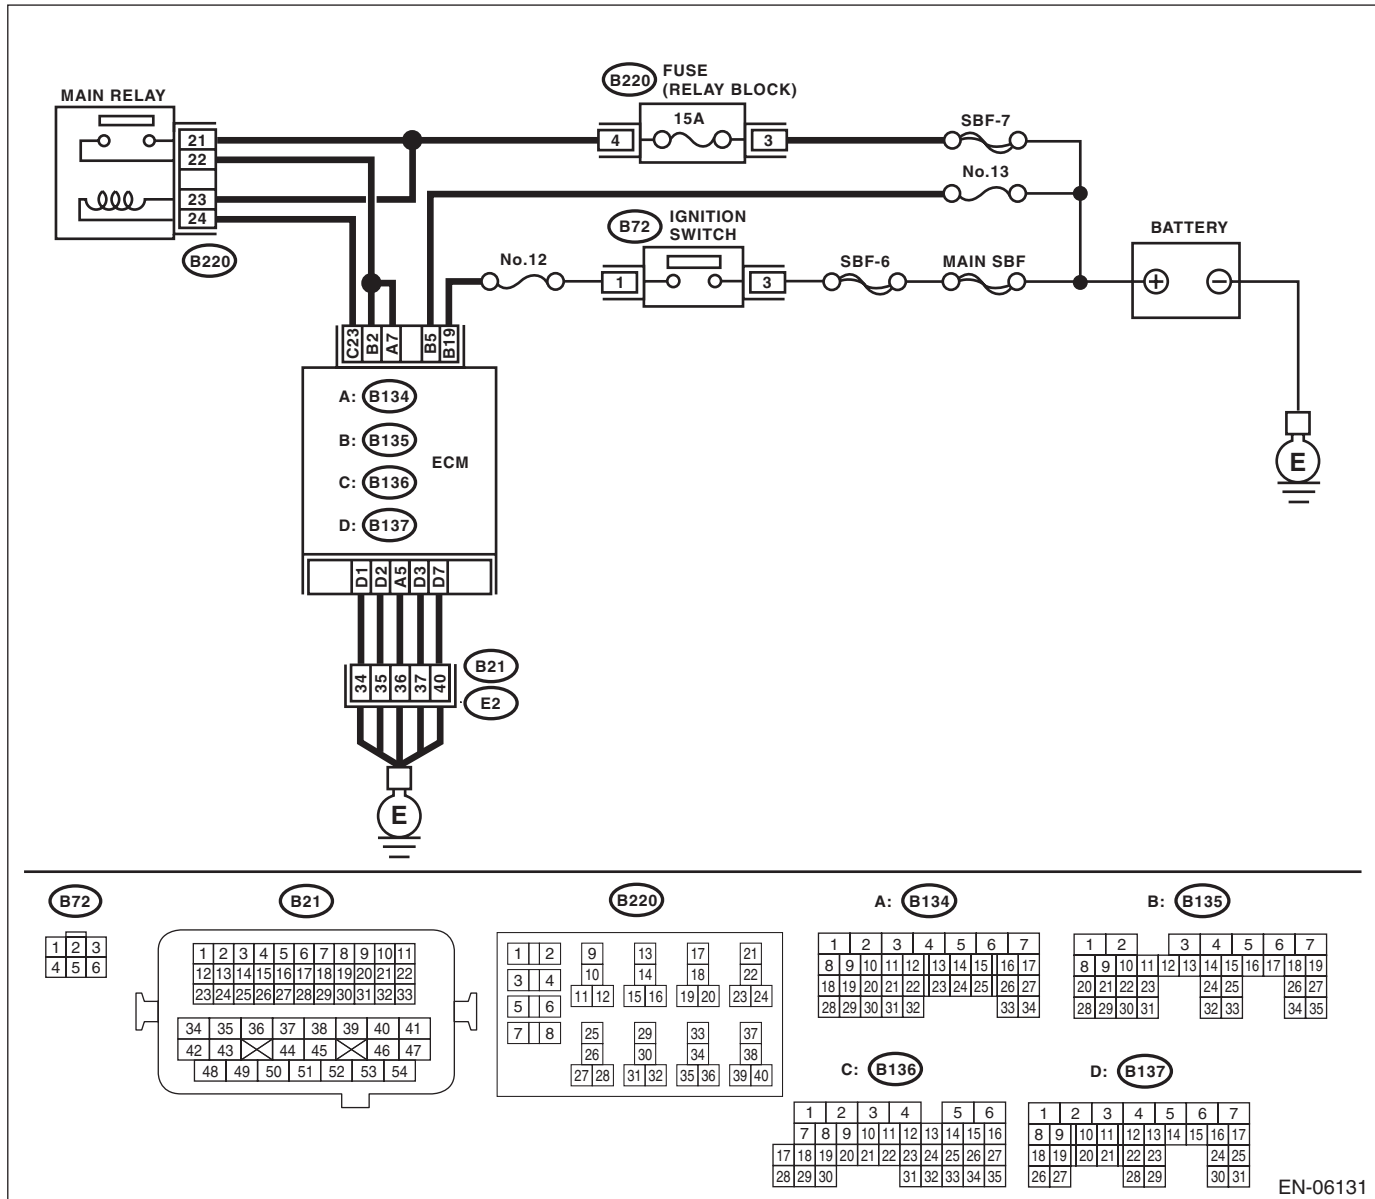 B220 FUSE
(RELAY BLOCK)
MAIN RELAY
15A
SBF-7
21
4
3
22
No.13
23
24
B72 IGNITION
SWITCH
BATTERY
B220
No.12
SBF-6
MAIN SBF
1
3
+
−
C23 B2 A7 B5 B19
A: B134
B: B135
ECM
C: B136
D: B137
E
D1 D2 A5 D3 D7
B21
34 35 36 37 40
E2
E
B72
1 2 3
4 5 6
B21
1 2 3 4 5 6 7 8 9 10 11
12 13 14 15 16 17 18 19 20 21 22
23 24 25 26 27 28 29 30 31 32 33
34 35 36 37 38 39 40 41
42 43 44 45 46 47
48 49 50 51 52 53 54
B220
1 2 9 13 17 21
3 4 10 14 18 22
5 6 11 12 15 16 19 20 23 24
7 8 25 29 33 37
26 30 34 38
27 28 31 32 35 36 39 40
A: B134
1 2 3 4 5 6 7
8 9 10 11 12 13 14 15 16 17
18 19 20 21 22 23 24 25 26 27
28 29 30 31 32 33 34
B: B135
1 2 3 4 5 6 7
8 9 10 11 12 13 14 15 16 17 18 19
20 21 22 23 24 25 26 27
28 29 30 31 32 33 34 35
C: B136
1 2 3 4 5 6
7 8 9 10 11 12 13 14 15 16
17 18 19 20 21 22 23 24 25 26 27
28 29 30 31 32 33 34 35
D: B137
1 2 3 4 5 6 7
8 9 10 11 12 13 14 15 16 17
18 19 20 21 22 23 24 25
26 27 28 29 30 31
EN-06131